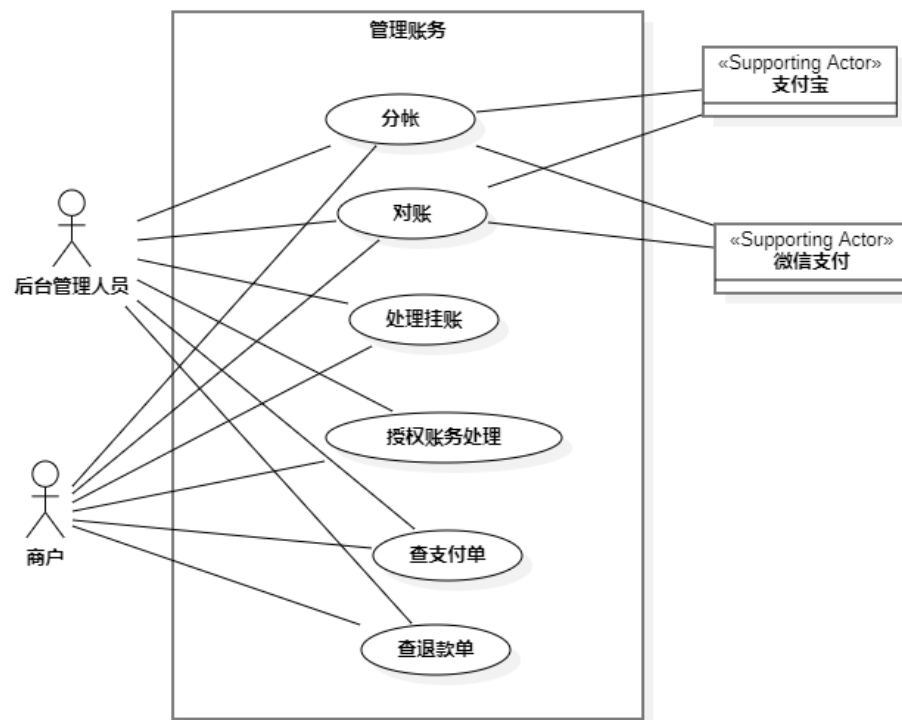 管理账务
«Supporting Actor»
支付宝
分帐
对账
«Supporting Actor»
微信支付
后台管理人员
处理挂账
授权账务处理
商户
查支付单
查退款单